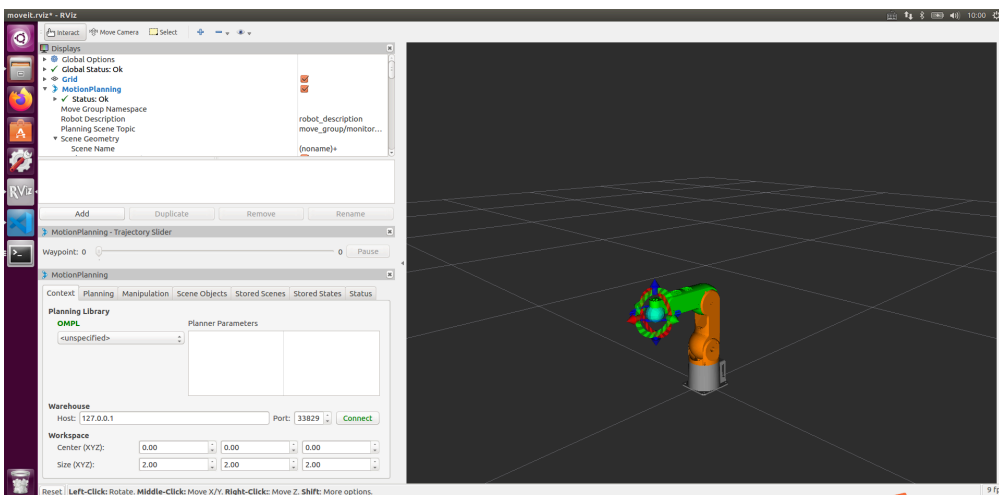 moveit.rviz* - RViz
10:00
Interact Move Camera Select
Displays
Global Options
Global Status: Ok
Grid
MotionPlanning
Status: Ok
Move Group Namespace
Robot Description robot_description
Planning Scene Topic move_group/monitor...
Scene Geometry
Scene Name (noname)+
RViz
Add Duplicate Remove Rename
MotionPlanning - Trajectory Slider
Waypoint: 0 0 Pause
MotionPlanning
Context Planning Manipulation Scene Objects Stored Scenes Stored States Status
Planning Library
OMPL Planner Parameters
<unspecified>
Warehouse
Host: 127.0.0.1 Port: 33829 Connect
Workspace
Center (XYZ): 0.00 0.00 0.00
Size (XYZ): 2.00 2.00 2.00
Reset Left-Click: Rotate. Middle-Click: Move X/Y. Right-Click:: Move Z. Shift: More options. 9 fp